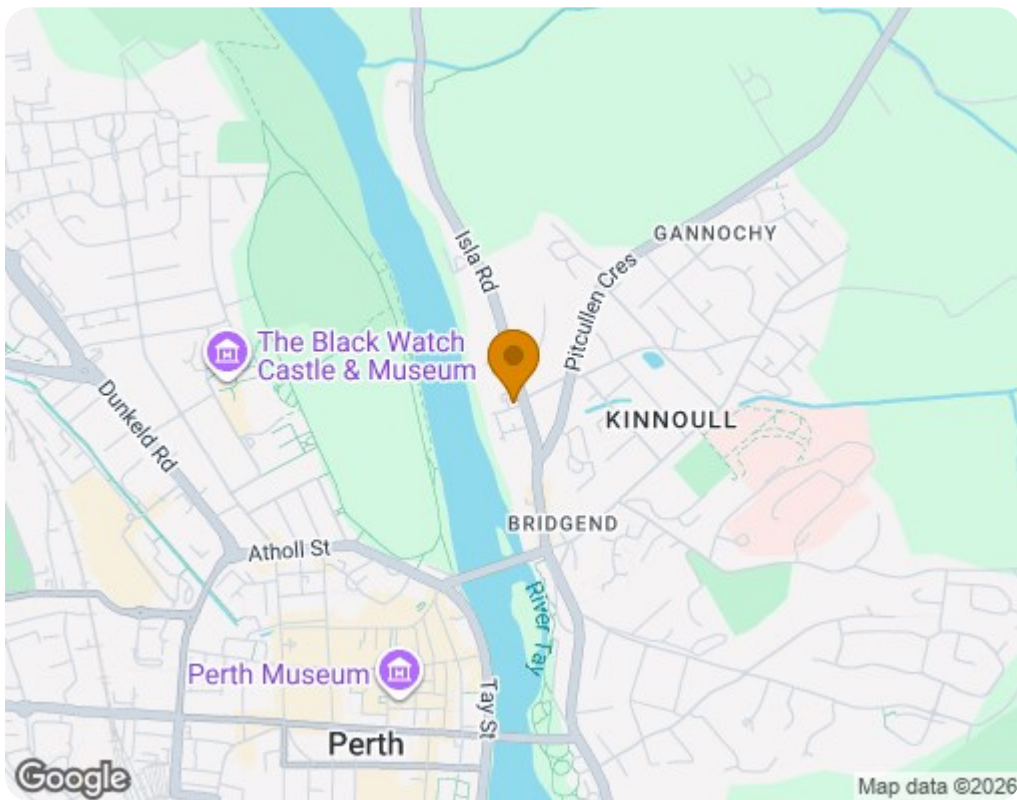 GANNOCHY
Isla Rd
Pitcullen Cres
The Black Watch
Castle & Museum
Dunkeld Rd
KINNOULL
BRIDGEND
Atholl St
River Tay
Perth Museum
Tay St
Perth
Google
Map data ©2026